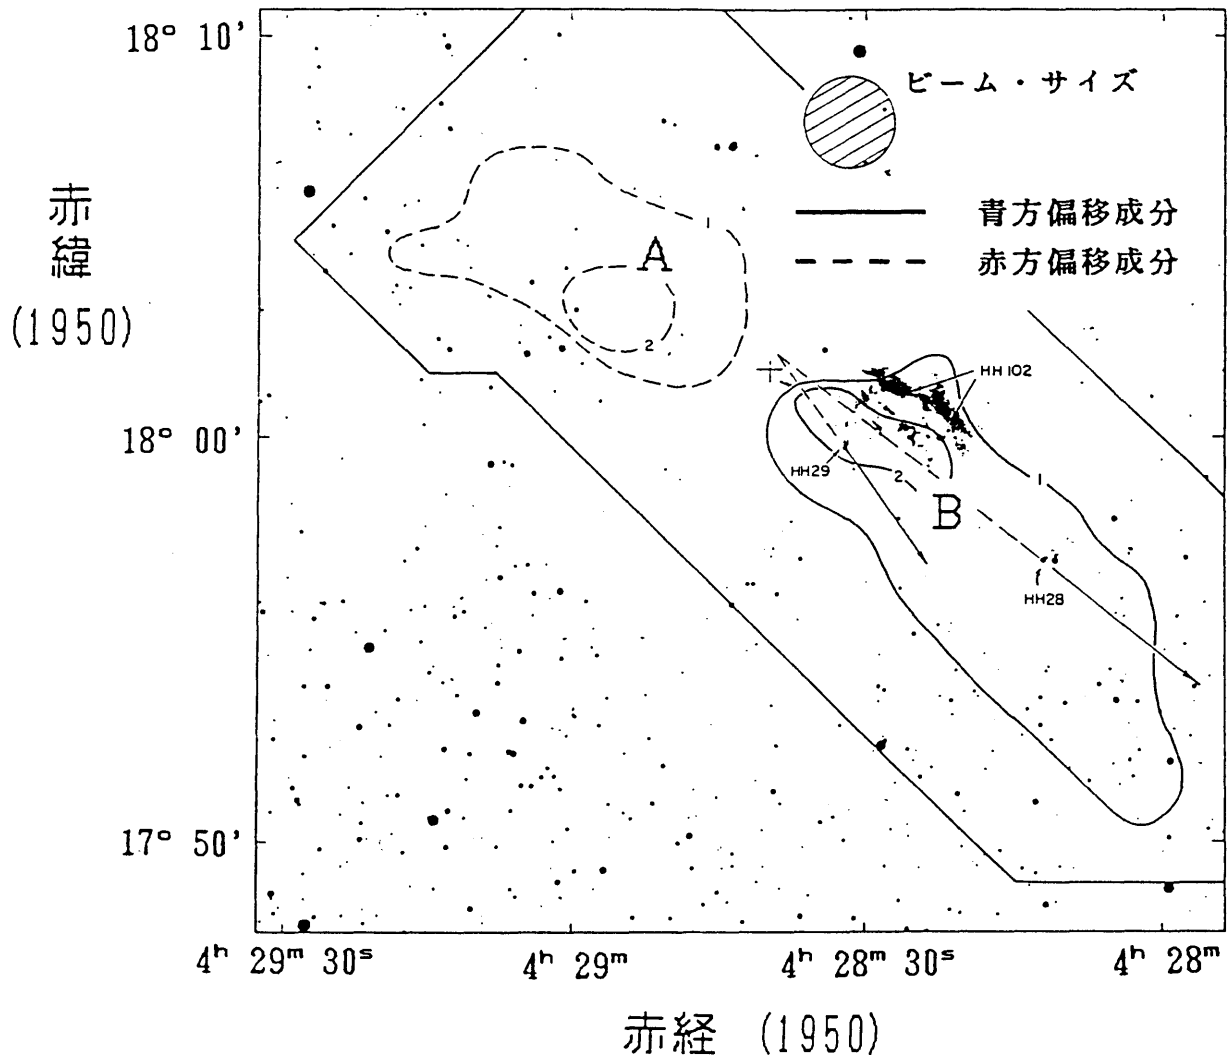 18° 10'
ビーム・サイズ
赤緯
(1950)
青方偏移成分
赤方偏移成分
1
A
2
HH102
18° 00'
HH29
2
1
B
HH28
17° 50'
4ʰ 29ᵐ 30ˢ
4ʰ 29ᵐ
4ʰ 28ᵐ 30ˢ
4ʰ 28ᵐ
赤経 (1950)